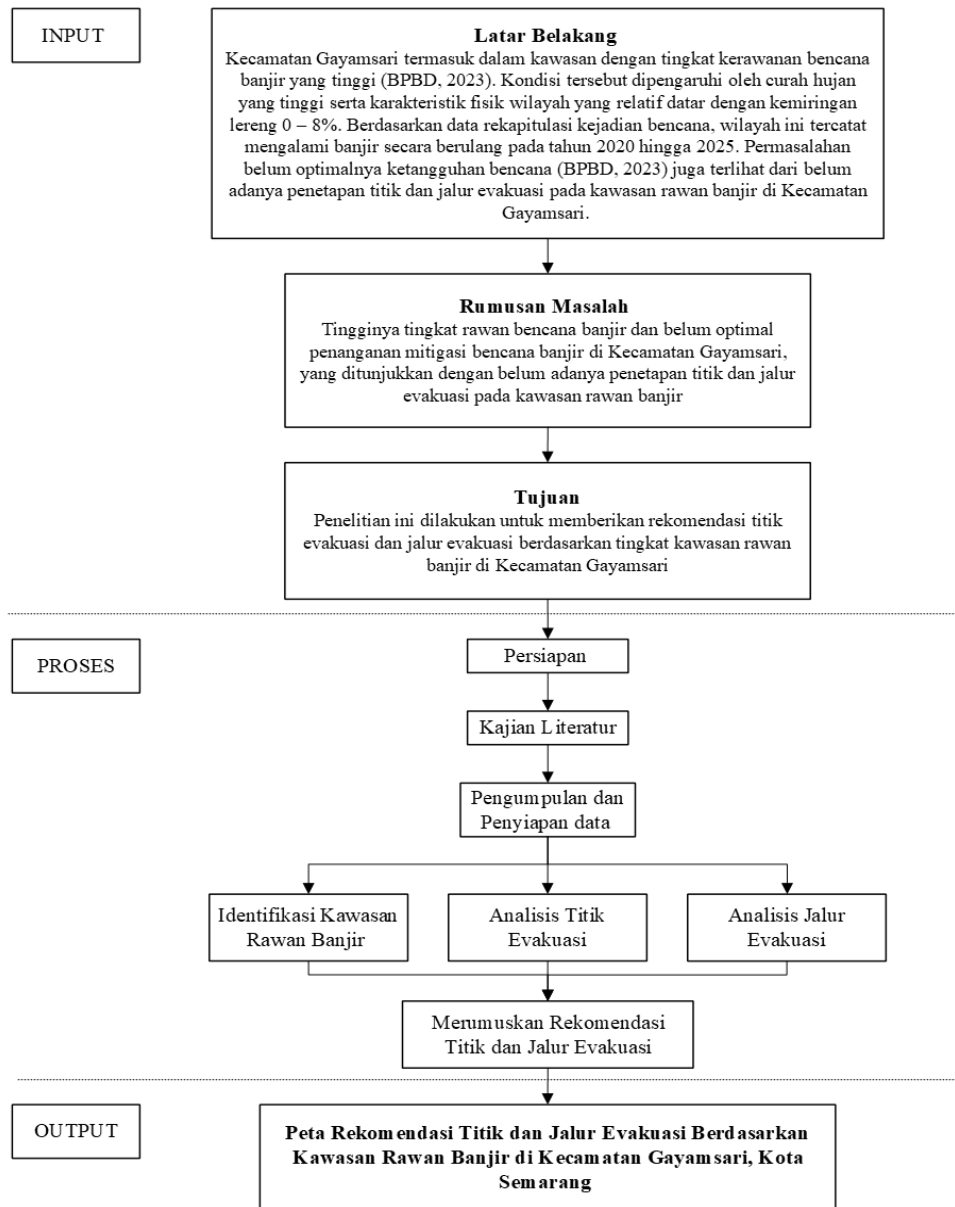 INPUT
Latar Belakang
Kecamatan Gayamsari termasuk dalam kawasan dengan tingkat kerawanan bencana
banjir yang tinggi (BPBD, 2023). Kondisi tersebut dipengaruhi oleh curah hujan
yang tinggi serta karakteristik fisik wilayah yang relatif datar dengan kemiringan
lereng 0 – 8%. Berdasarkan data rekapitulasi kejadian bencana, wilayah ini tercatat
mengalami banjir secara berulang pada tahun 2020 hingga 2025. Permasalahan
belum optimalnya ketangguhan bencana (BPBD, 2023) juga terlihat dari belum
adanya penetapan titik dan jalur evakuasi pada kawasan rawan banjir di Kecamatan
Gayamsari.
Rumusan Masalah
Tingginya tingkat rawan bencana banjir dan belum optimal
penanganan mitigasi bencana banjir di Kecamatan Gayamsari,
yang ditunjukkan dengan belum adanya penetapan titik dan jalur
evakuasi pada kawasan rawan banjir
Tujuan
Penelitian ini dilakukan untuk memberikan rekomendasi titik
evakuasi dan jalur evakuasi berdasarkan tingkat kawasan rawan
banjir di Kecamatan Gayamsari
PROSES
Persiapan
Kajian Literatur
Pengumpulan dan
Penyiapan data
Identifikasi Kawasan
Rawan Banjir
Analisis Titik
Evakuasi
Analisis Jalur
Evakuasi
Merumuskan Rekomendasi
Titik dan Jalur Evakuasi
OUTPUT
Peta Rekomendasi Titik dan Jalur Evakuasi Berdasarkan
Kawasan Rawan Banjir di Kecamatan Gayamsari, Kota
Semarang